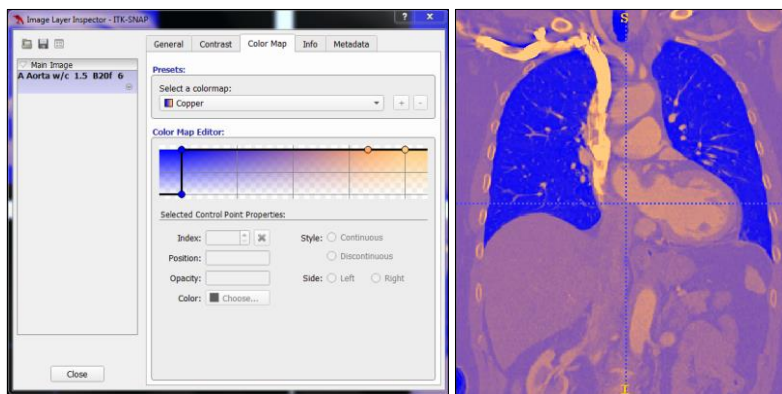 Image Layer Inspector - ITK-SNAP
General Contrast Color Map Info Metadata
Main Image
A Aorta w/c 1.5 B20f 6
Presets:
Select a colormap:
Copper
+ -
Color Map Editor:
Selected Control Point Properties:
Index:
Style: Continuous
Position:
Discontinuous
Opacity:
Side: Left Right
Color: Choose...
Close
S
I